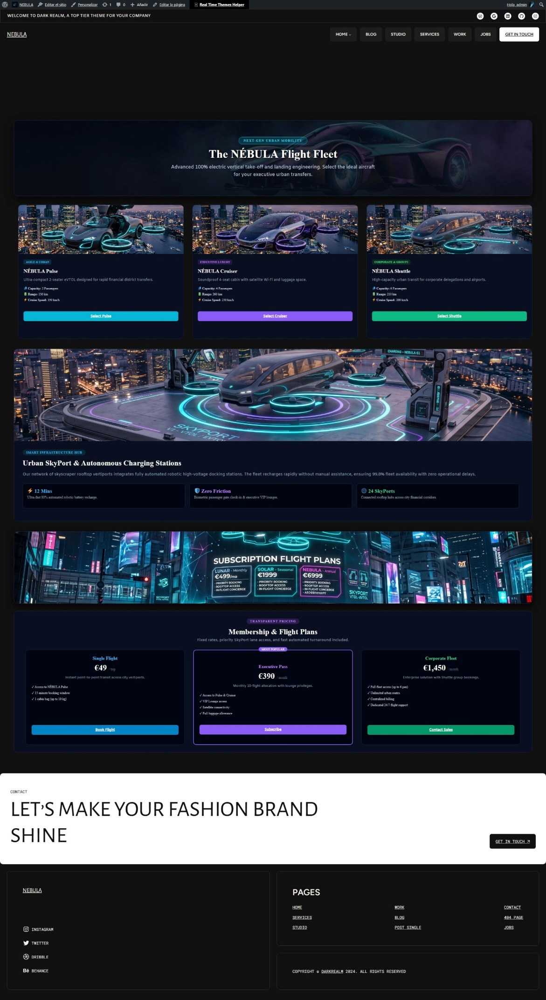 NEBULA
Editar el sitio
Personalizar
1
0
Añadir
Editar la página
Real Time Themes Helper
Hola, admin
WELCOME TO DARK REALM, A TOP TIER THEME FOR YOUR COMPANY
NEBULA
HOME
BLOG
STUDIO
SERVICES
WORK
JOBS
GET IN TOUCH
NEXT-GEN URBAN MOBILITY
The NÉBULA Flight Fleet
Advanced 100% electric vertical take-off and landing engineering. Select the ideal aircraft
for your executive urban transfers.
AGILE & URBAN
NÉBULA Pulse
Ultra-compact 2-seater eVTOL designed for rapid financial district transfers.
Capacity: 2 Passengers
Range: 130 km
Cruise Speed: 190 km/h
Select Pulse
EXECUTIVE LUXURY
NÉBULA Cruiser
Soundproof 4-seat cabin with satellite Wi-Fi and luggage space.
Capacity: 4 Passengers
Range: 260 km
Cruise Speed: 230 km/h
Select Cruiser
CORPORATE & GROUPS
NÉBULA Shuttle
High-capacity urban transit for corporate delegations and airports.
Capacity: 6 Passengers
Range: 210 km
Cruise Speed: 200 km/h
Select Shuttle
CHARGING - NEBULA-S1
SKYPORT
V1 - VTOL / EVTOL
SMART INFRASTRUCTURE HUB
Urban SkyPort & Autonomous Charging Stations
Our network of skyscraper rooftop vertiports integrates fully automated robotic high-voltage docking stations. The fleet recharges rapidly without manual assistance, ensuring 99.8% fleet availability with zero operational delays.
12 Mins
Ultra-fast 80% automated robotic battery recharge.
Zero Friction
Biometric passenger gate check-in & executive VIP lounges.
24 SkyPorts
Connected rooftop hubs across city financial corridors.
SUBSCRIPTION FLIGHT PLANS
LUNAR - Monthly
€499/mo
· PRIORITY BOOKING
· ROOFTOP ACCESS
· IN-FLIGHT CONCIERGE
SOLAR - Seasonal
€1999
· PRIORITY BOOKING
· ROOFTOP ACCESS
· IN-FLIGHT CONCIERGE
NEBULA - Annual
€6999
· PRIORITY BOOKING
· ROOFTOP ACCESS
· IN-FLIGHT CONCIERGE
SKYPORT
VTOL-eVTOL
SKYPORT
VTOL-eVTOL
TRANSPARENT PRICING
Membership & Flight Plans
Fixed rates, priority SkyPort lane access, and fast automated turnaround included.
Single Flight
€49 / trip
Instant point-to-point transit across city vertiports.
✓ Access to NÉBULA Pulse
✓ 15-minute booking window
✓ 1 cabin bag (up to 10 kg)
Book Flight
MOST POPULAR
Executive Pass
€390 / month
Monthly 10-flight allocation with lounge privileges.
✓ Access to Pulse & Cruiser
✓ VIP Lounge access
✓ Satellite connectivity
✓ Full luggage allowance
Subscribe
Corporate Fleet
€1,450 / month
Enterprise solution with Shuttle group bookings.
✓ Full fleet access (up to 6 pax)
✓ Unlimited urban routes
✓ Centralized billing
✓ Dedicated 24/7 flight support
Contact Sales
CONTACT
LET'S MAKE YOUR FASHION BRAND
SHINE
GET IN TOUCH ↗
NEBULA
INSTAGRAM
TWITTER
DRIBBLE
BEHANCE
PAGES
HOME
SERVICES
STUDIO
WORK
BLOG
POST SINGLE
CONTACT
404 PAGE
JOBS
COPYRIGHT © DARKREALM 2024. ALL RIGHTS RESERVED